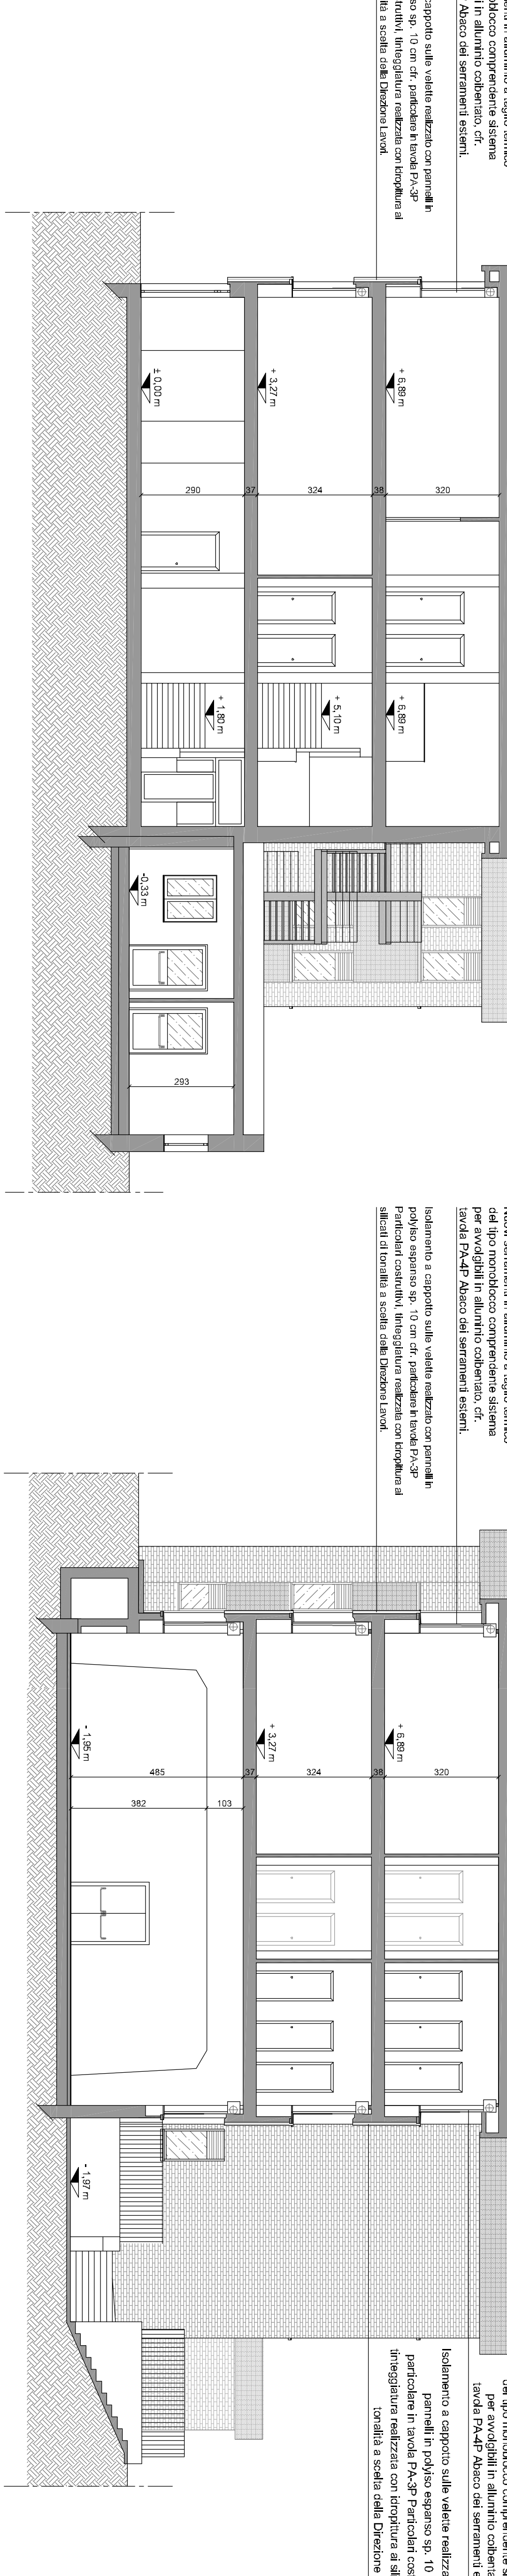 oblocco comprendente sistema
i in alluminio coibentato, cfr.
Abaco dei serramenti esterni.
cappotto sulle velette realizzato con pannelli in
so sp. 10 cm cfr. particolare in tavola PA-3P
struttivi, tinteggiatura realizzata con idropittura ai
lità a scelta della Direzione Lavori.
+ 6,89 m
+ 3,27 m
± 0,00 m
290
37
324
38
320
+ 6,89 m
+ 5,10 m
+ 1,80 m
-0,33 m
293
del tipo monoblocco comprendente sistema
per avvolgibili in alluminio coibentato, cfr.
tavola PA-4P Abaco dei serramenti esterni.
Isolamento a cappotto sulle velette realizzato con pannelli in
polyiso espanso sp. 10 cm cfr. particolare in tavola PA-3P
Particolari costruttivi, tinteggiatura realizzata con idropittura ai
silicati di tonalità a scelta della Direzione Lavori.
+ 6,89 m
+ 3,27 m
- 1,95 m
485
37
324
38
320
382
103
- 1,97 m
per avvolgibili in alluminio coibent
tavola PA-4P Abaco dei serramenti e
Isolamento a cappotto sulle velette realizza
pannelli in polyiso espanso sp. 10
particolare in tavola PA-3P Particolari cos
tinteggiatura realizzata con idropittura ai sil
tonalità a scelta della Direzione